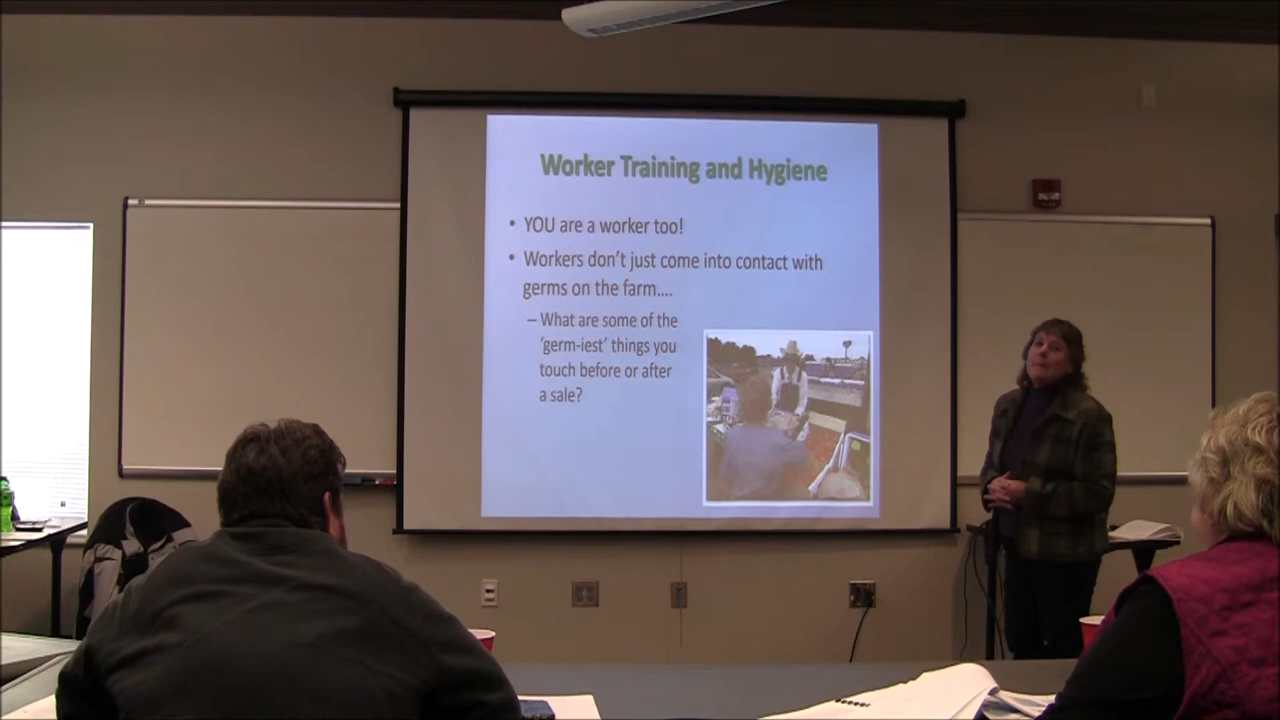 Worker Training and Hygiene
• YOU are a worker too!
• Workers don't just come into contact with
germs on the farm....
– What are some of the
'germ-iest' things you
touch before or after
a sale?